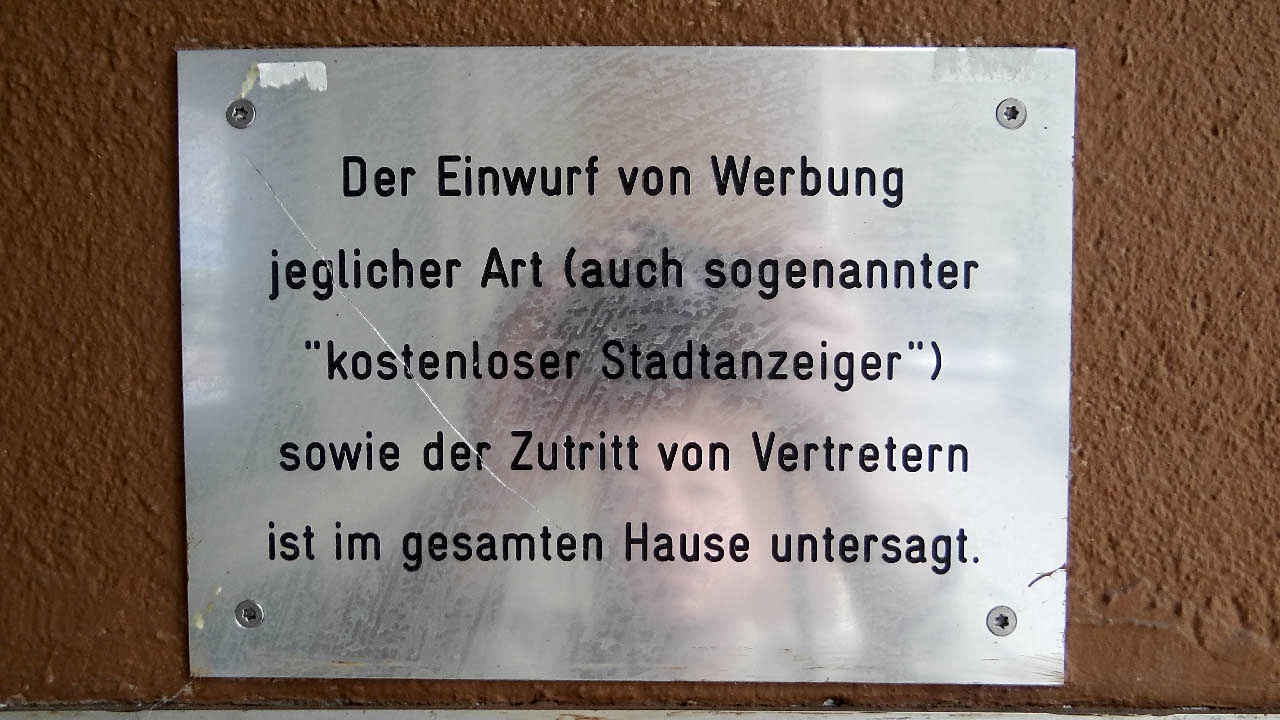 Der Einwurf von Werbung
jeglicher Art (auch sogenannter
"kostenloser Stadtanzeiger")
sowie der Zutritt von Vertretern
ist im gesamten Hause untersagt.